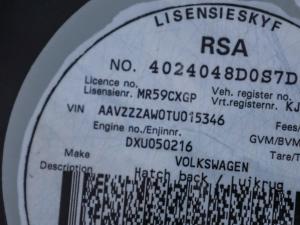 LISENSIESKYF
RSA
NO. 4024048D0S7D
Licence no. Veh. register no.
Lisensienr. MR59CXGP Vrt.registernr. KJ
VIN AAVZZZAWOTU015346 Fees/
Engine no./Enjinnr. GVM/BVM
DXU050216 Tare/T
Make VOLKSWAGEN
Description Hatch back / Luikrug